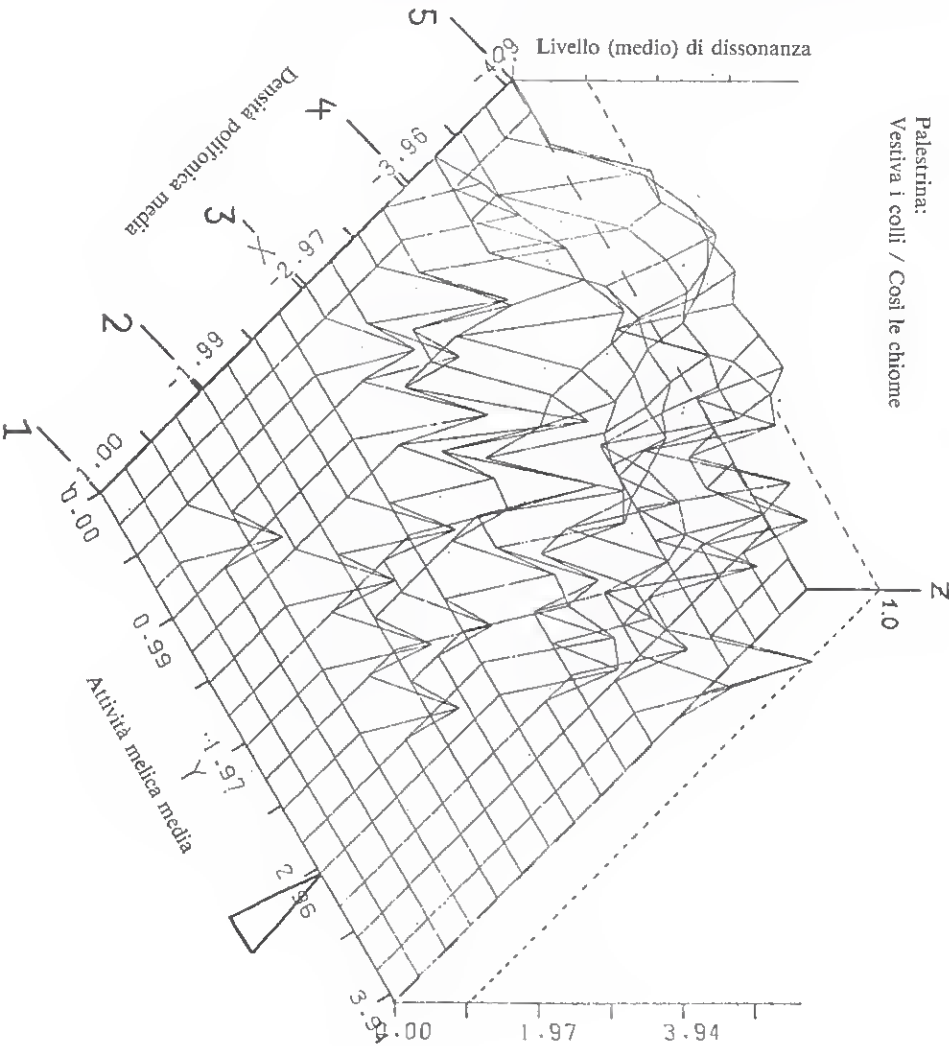 Palestrina:
Vestiva i colli / Così le chiome
Livello (medio) di dissonanza
Densità polifonica media
5
4
3
2
1
3.96
X
2.97
1.99
1.00
0.00
0.99
1.97
Y
2.96
3.94
Attività melica media
Z
1.0
0.00
1.97
3.94